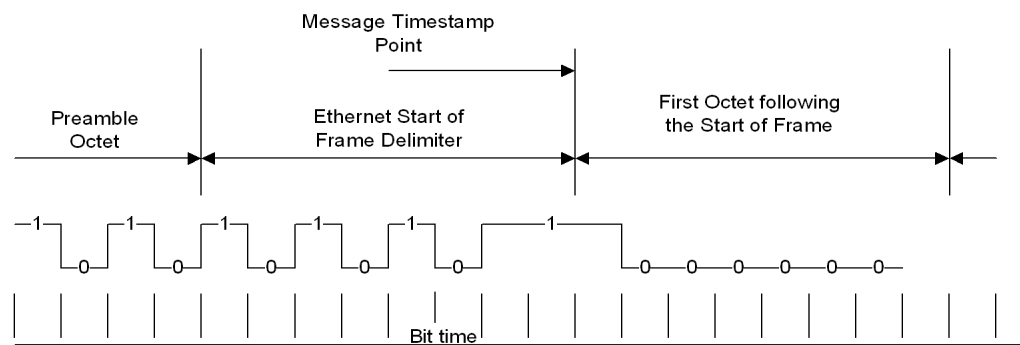 Message Timestamp
Point
Preamble
Octet
Ethernet Start of
Frame Delimiter
First Octet following
the Start of Frame
1 0 1 0 1 0 1 0 1 0 1 0 0 0 0 0 0
Bit time